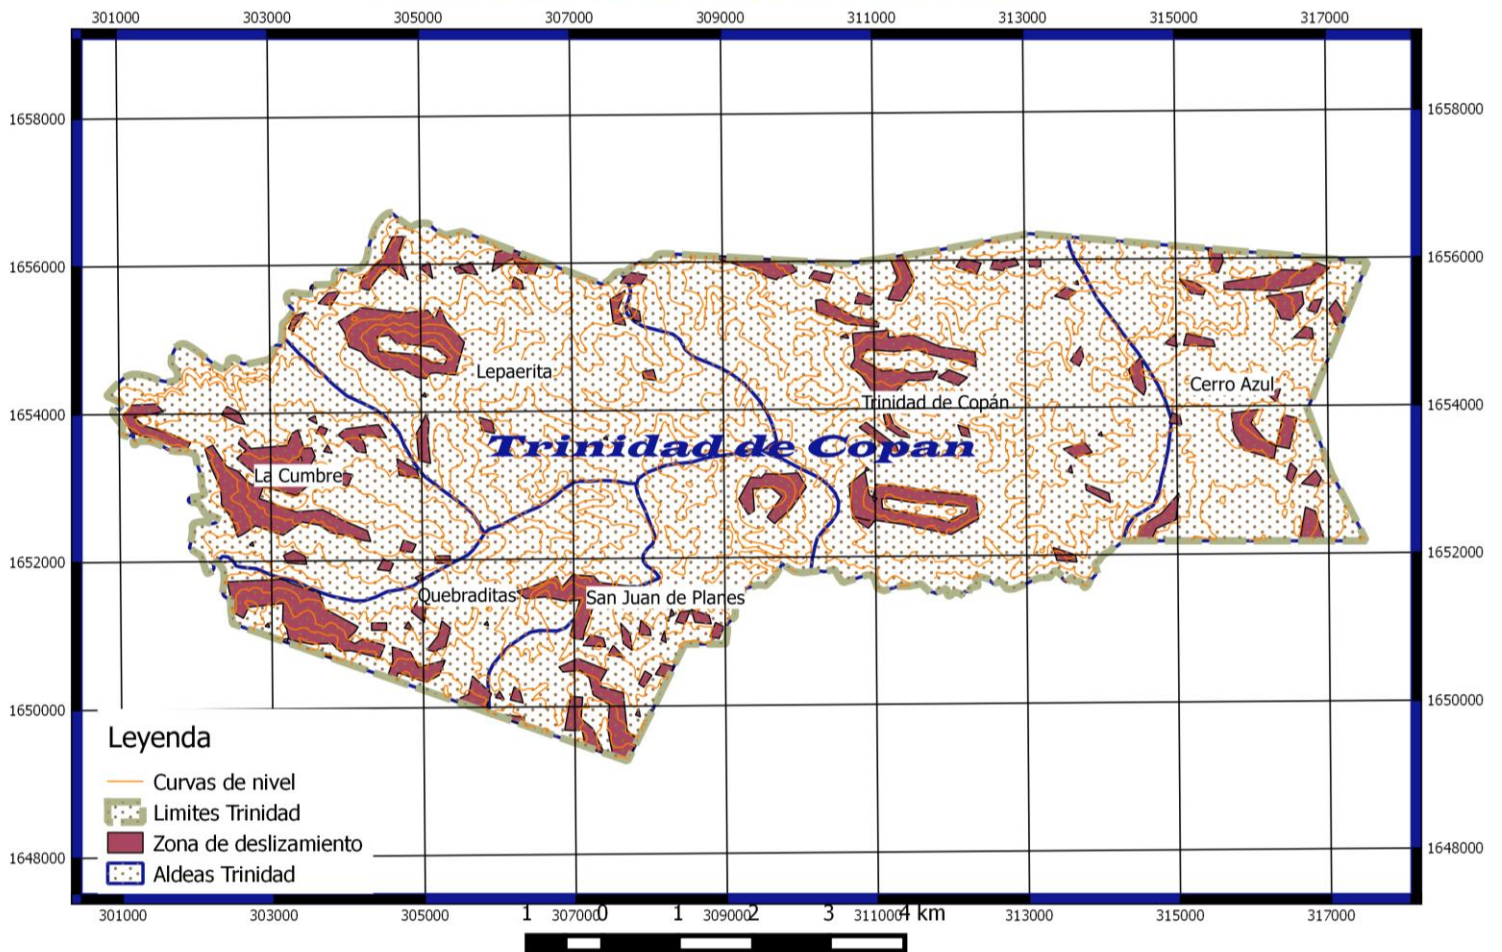 301000 303000 305000 307000 309000 311000 313000 315000 317000
1658000 1658000
1656000 1656000
Lepaerita
Cerro Azul
1654000 Trinidad de Copán 1654000
Trinidad de Copan
La Cumbre
1652000 1652000
Quebraditas San Juan de Planes
1650000 1650000
Leyenda
Curvas de nivel
Limites Trinidad
Zona de deslizamiento
1648000 1648000
Aldeas Trinidad
301000 303000 305000 307000 309000 311000 313000 315000 317000
1 0 1 2 3 4 km